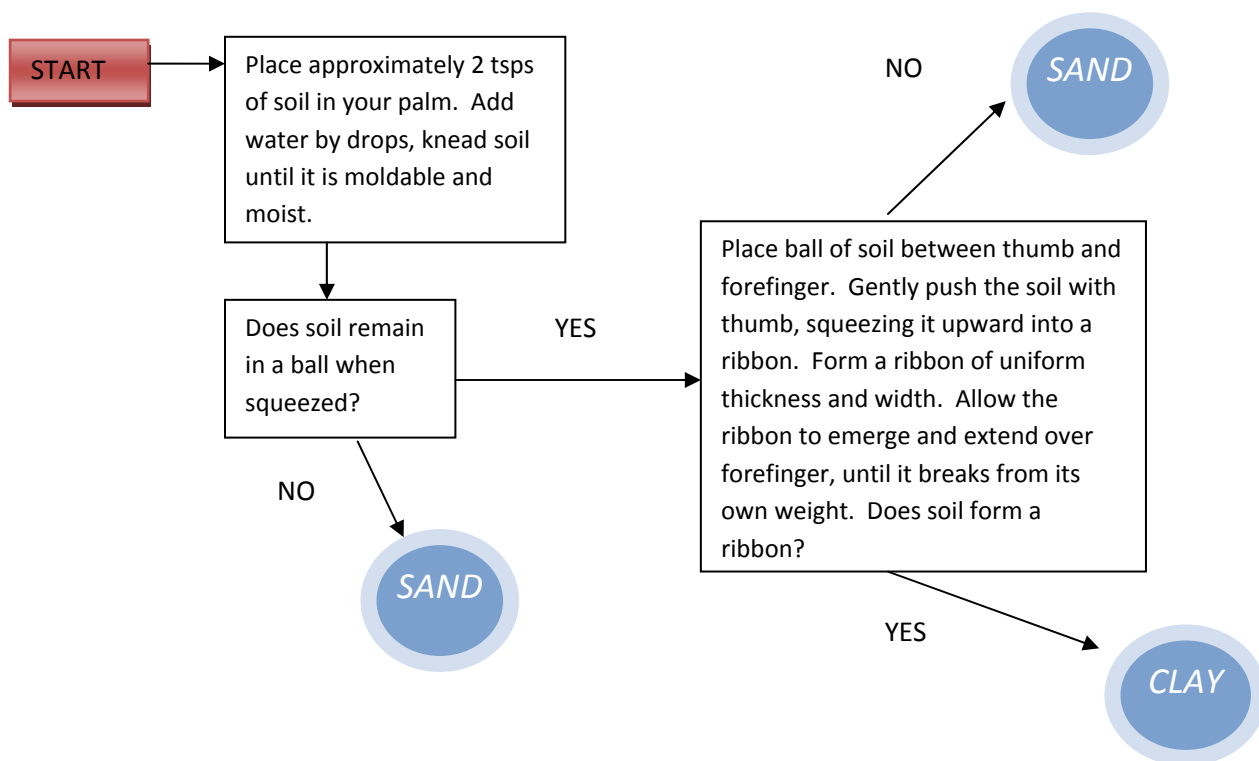 START
Place approximately 2 tsps
of soil in your palm.  Add
water by drops, knead soil
until it is moldable and
moist.
Does soil remain
in a ball when
squeezed?
NO
SAND
YES
Place ball of soil between thumb and
forefinger.  Gently push the soil with
thumb, squeezing it upward into a
ribbon.  Form a ribbon of uniform
thickness and width.  Allow the
ribbon to emerge and extend over
forefinger, until it breaks from its
own weight.  Does soil form a
ribbon?
NO
SAND
YES
CLAY